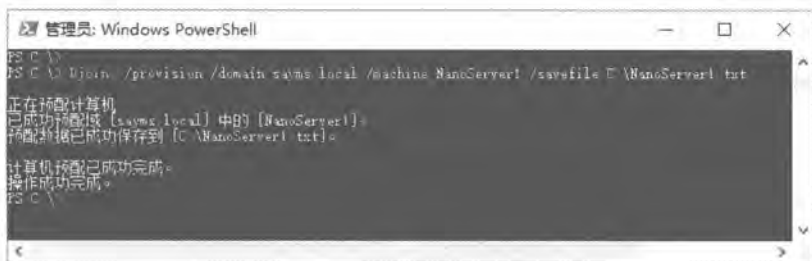 管理员: Windows PowerShell
PS C:\>
PS C:\> Djoin /provision /domain sayms.local /machine NanoServer1 /savefile C:\NanoServer1.txt
正在预配计算机...
已成功预配域 [sayms.local] 中的 [NanoServer1]。
预配数据已成功保存到 [C:\NanoServer1.txt]。
计算机预配已成功完成。
操作成功完成。
PS C:\